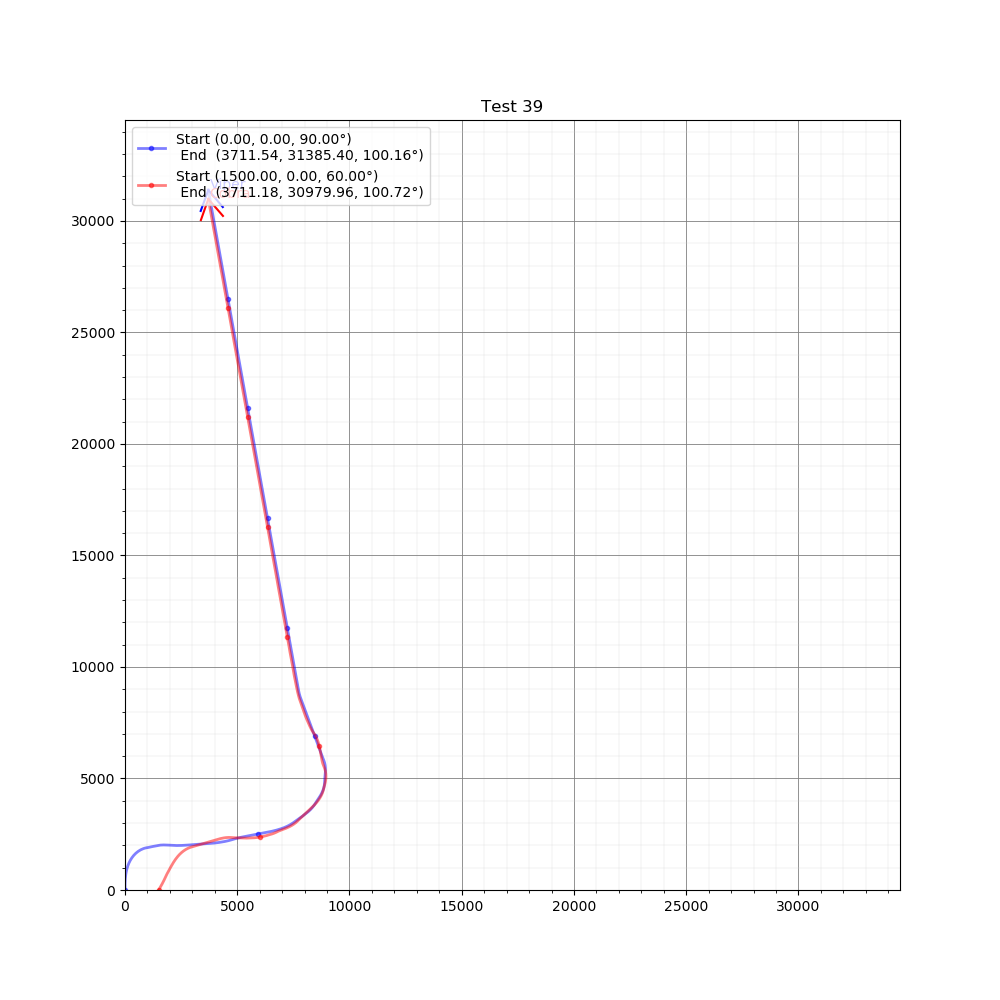 Test 39
Start (0.00, 0.00, 90.00°)
End (3711.54, 31385.40, 100.16°)
Start (1500.00, 0.00, 60.00°)
End (3711.18, 30979.96, 100.72°)
30000
25000
20000
15000
10000
5000
0
0 5000 10000 15000 20000 25000 30000